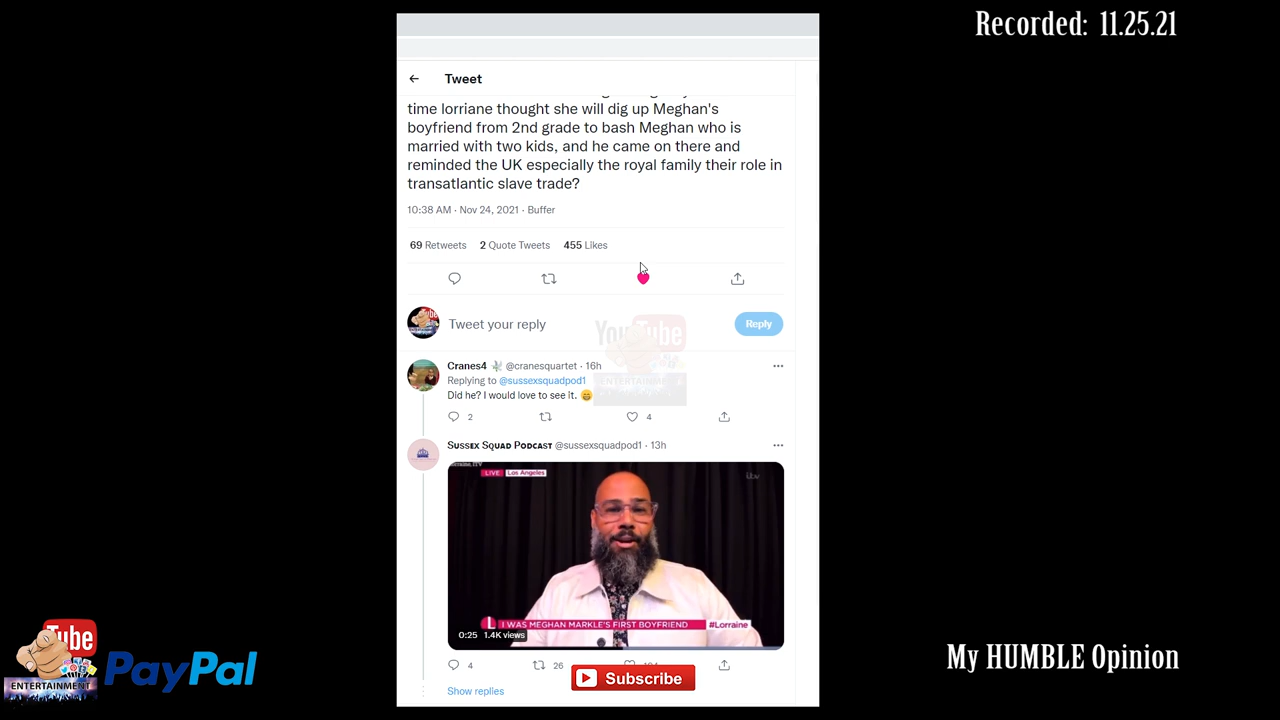 Recorded: 11.25.21
Tweet
time lorriane thought she will dig up Meghan's
boyfriend from 2nd grade to bash Meghan who is
married with two kids, and he came on there and
reminded the UK especially the royal family their role in
transatlantic slave trade?
10:38 AM · Nov 24, 2021 · Buffer
69 Retweets 2 Quote Tweets 455 Likes
Tweet your reply
Reply
YouTube
ENTERTAINMENT
Cranes4 @cranesquartet · 16h
Replying to @sussexsquadpod1
Did he? I would love to see it.
2 4
Sussex Squad Podcast @sussexsquadpod1 · 13h
LIVE Los Angeles
itv
I WAS MEGHAN MARKLE'S FIRST BOYFRIEND #Lorraine
0:25 1.4K views
4 26
Subscribe
Show replies
Tube
ENTERTAINMENT
PayPal
My HUMBLE Opinion